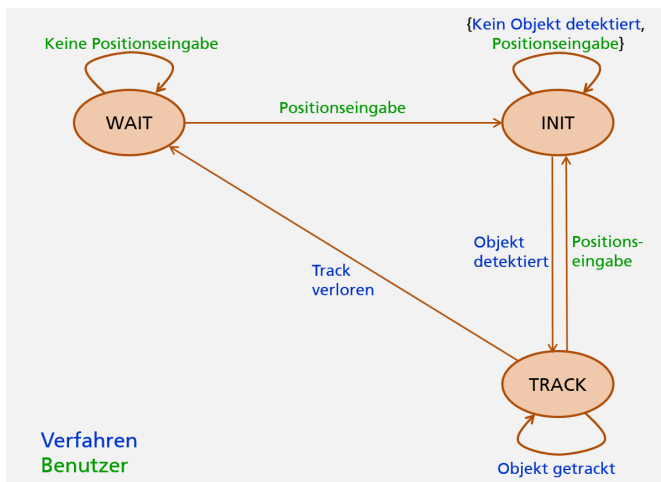 Keine Positionseingabe
{Kein Objekt detektiert,
Positionseingabe}
WAIT
Positionseingabe
INIT
Objekt
detektiert
Positions-
eingabe
Track
verloren
TRACK
Verfahren
Benutzer
Objekt getrackt